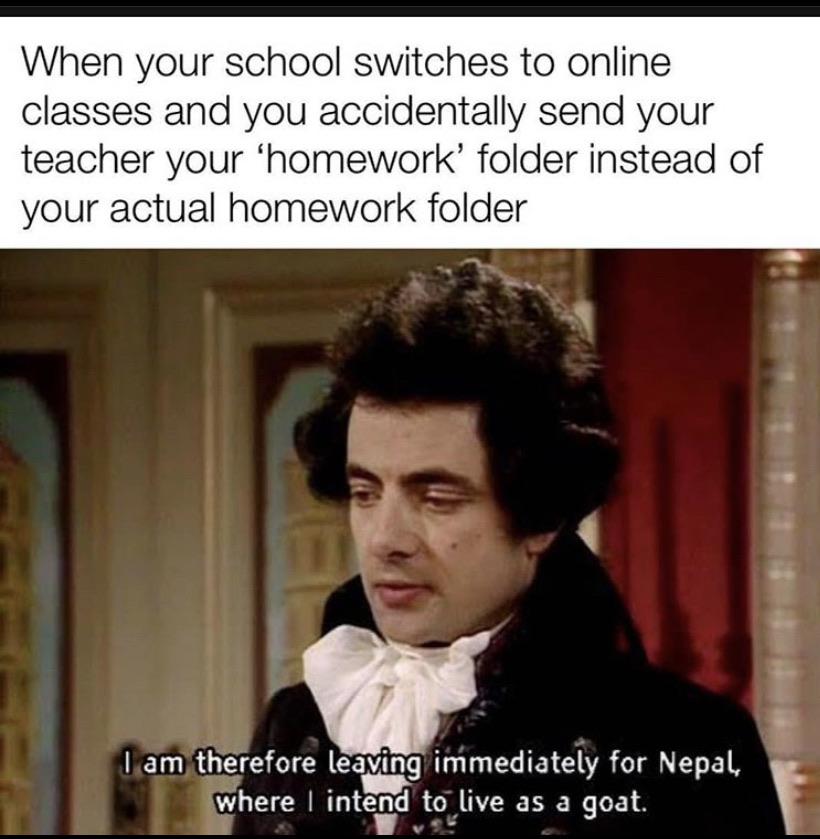 When your school switches to online
classes and you accidentally send your
teacher your ‘homework’ folder instead of
your actual homework folder
I am therefore leaving immediately for Nepal,
where I intend to live as a goat.